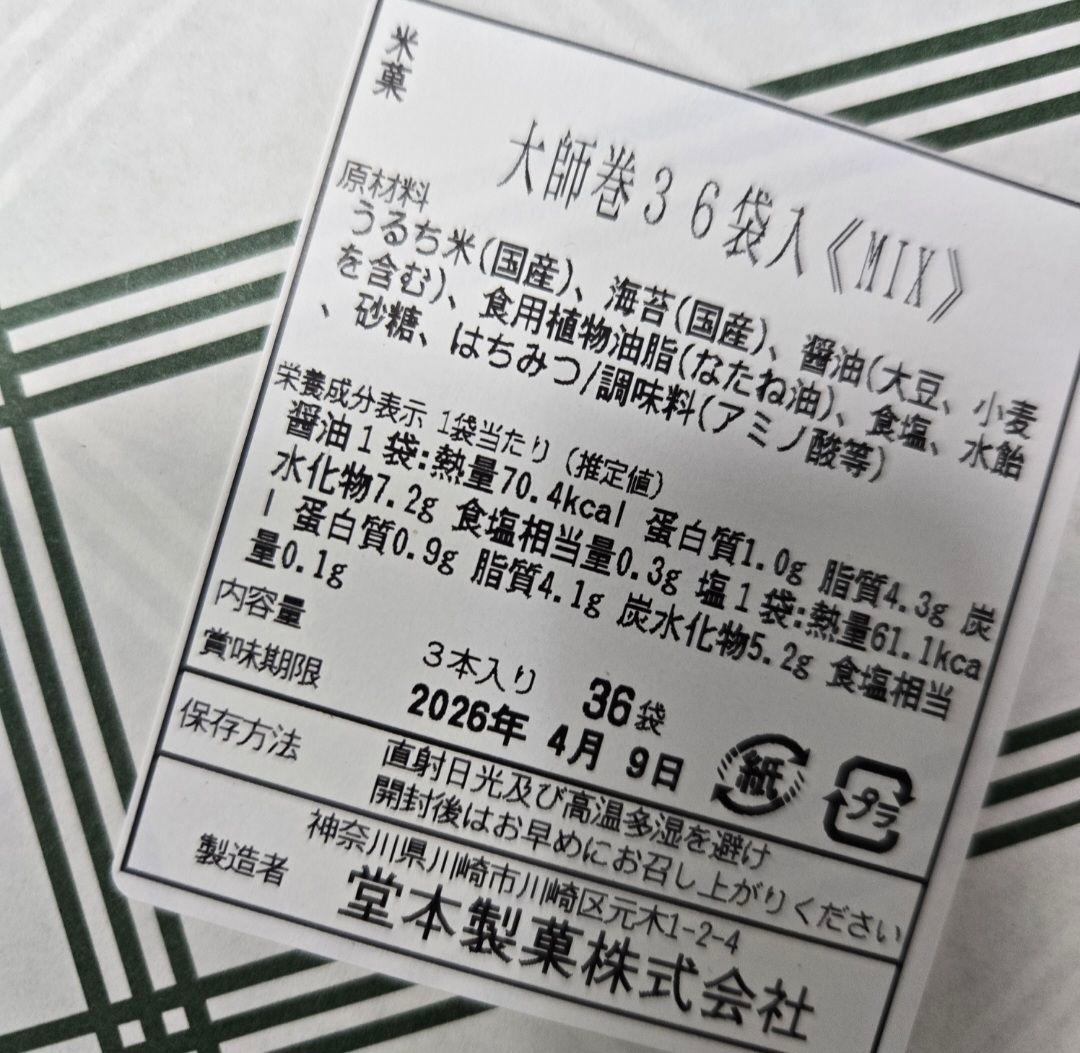 米菓
大師巻36袋入《MIX》
原材料
うるち米(国産)、海苔(国産)、醤油(大豆、小麦
を含む)、食用植物油脂(なたね油)、食塩、水飴
、砂糖、はちみつ/調味料(アミノ酸等)
栄養成分表示 1袋当たり(推定値)
醤油1袋:熱量70.4kcal 蛋白質1.0g 脂質4.3g 炭
水化物7.2g 食塩相当量0.3g 塩1袋:熱量61.1kca
l 蛋白質0.9g 脂質4.1g 炭水化物5.2g 食塩相当
量0.1g
内容量 3本入り 36袋
賞味期限 2026年 4月 9日
紙 プラ
保存方法 直射日光及び高温多湿を避け
開封後はお早めにお召し上がりください
製造者 神奈川県川崎市川崎区元木1-2-4
堂本製菓株式会社